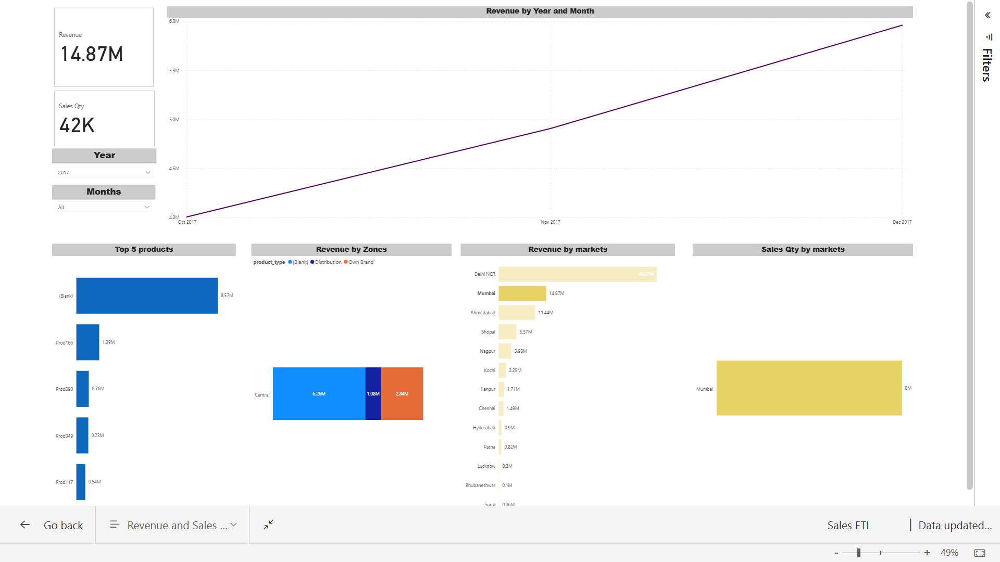 Revenue
14.87M
Sales Qty
42K
Year
2017
Months
All
Revenue by Year and Month
6.0M
5.5M
5.0M
4.5M
4.0M
Oct 2017
Nov 2017
Dec 2017
Filters
Top 5 products
(Blank)
8.57M
Prod166
1.39M
Prod090
0.76M
Prod049
0.73M
Prod117
0.54M
Revenue by Zones
product_type (Blank) Distribution Own Brand
Central
6.26M
1.08M
2.84M
Revenue by markets
Delhi NCR
49.57M
Mumbai
14.87M
Ahmedabad
11.44M
Bhopal
5.57M
Nagpur
3.98M
Kochi
2.25M
Kanpur
1.71M
Chennai
1.49M
Hyderabad
0.9M
Patna
0.82M
Lucknow
0.2M
Bhubaneshwar
0.1M
Surat
0.06M
Sales Qty by markets
Mumbai
0M
Go back
Revenue and Sales ...
Sales ETL
| Data updated...
- + 49%